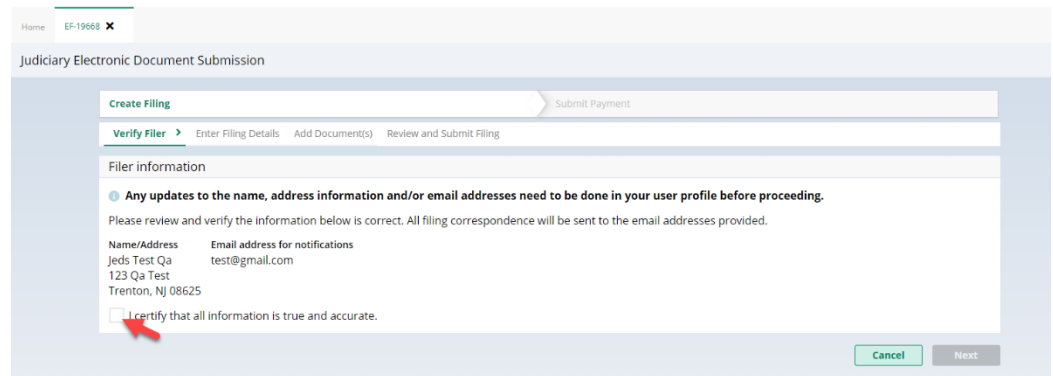 Home EF-19668 ✖
Judiciary Electronic Document Submission
Create Filing Submit Payment
Verify Filer > Enter Filing Details Add Document(s) Review and Submit Filing
Filer information
Any updates to the name, address information and/or email addresses need to be done in your user profile before proceeding.
Please review and verify the information below is correct. All filing correspondence will be sent to the email addresses provided.
Name/Address Email address for notifications
Jeds Test Qa test@gmail.com
123 Qa Test
Trenton, NJ 08625
I certify that all information is true and accurate.
Cancel Next